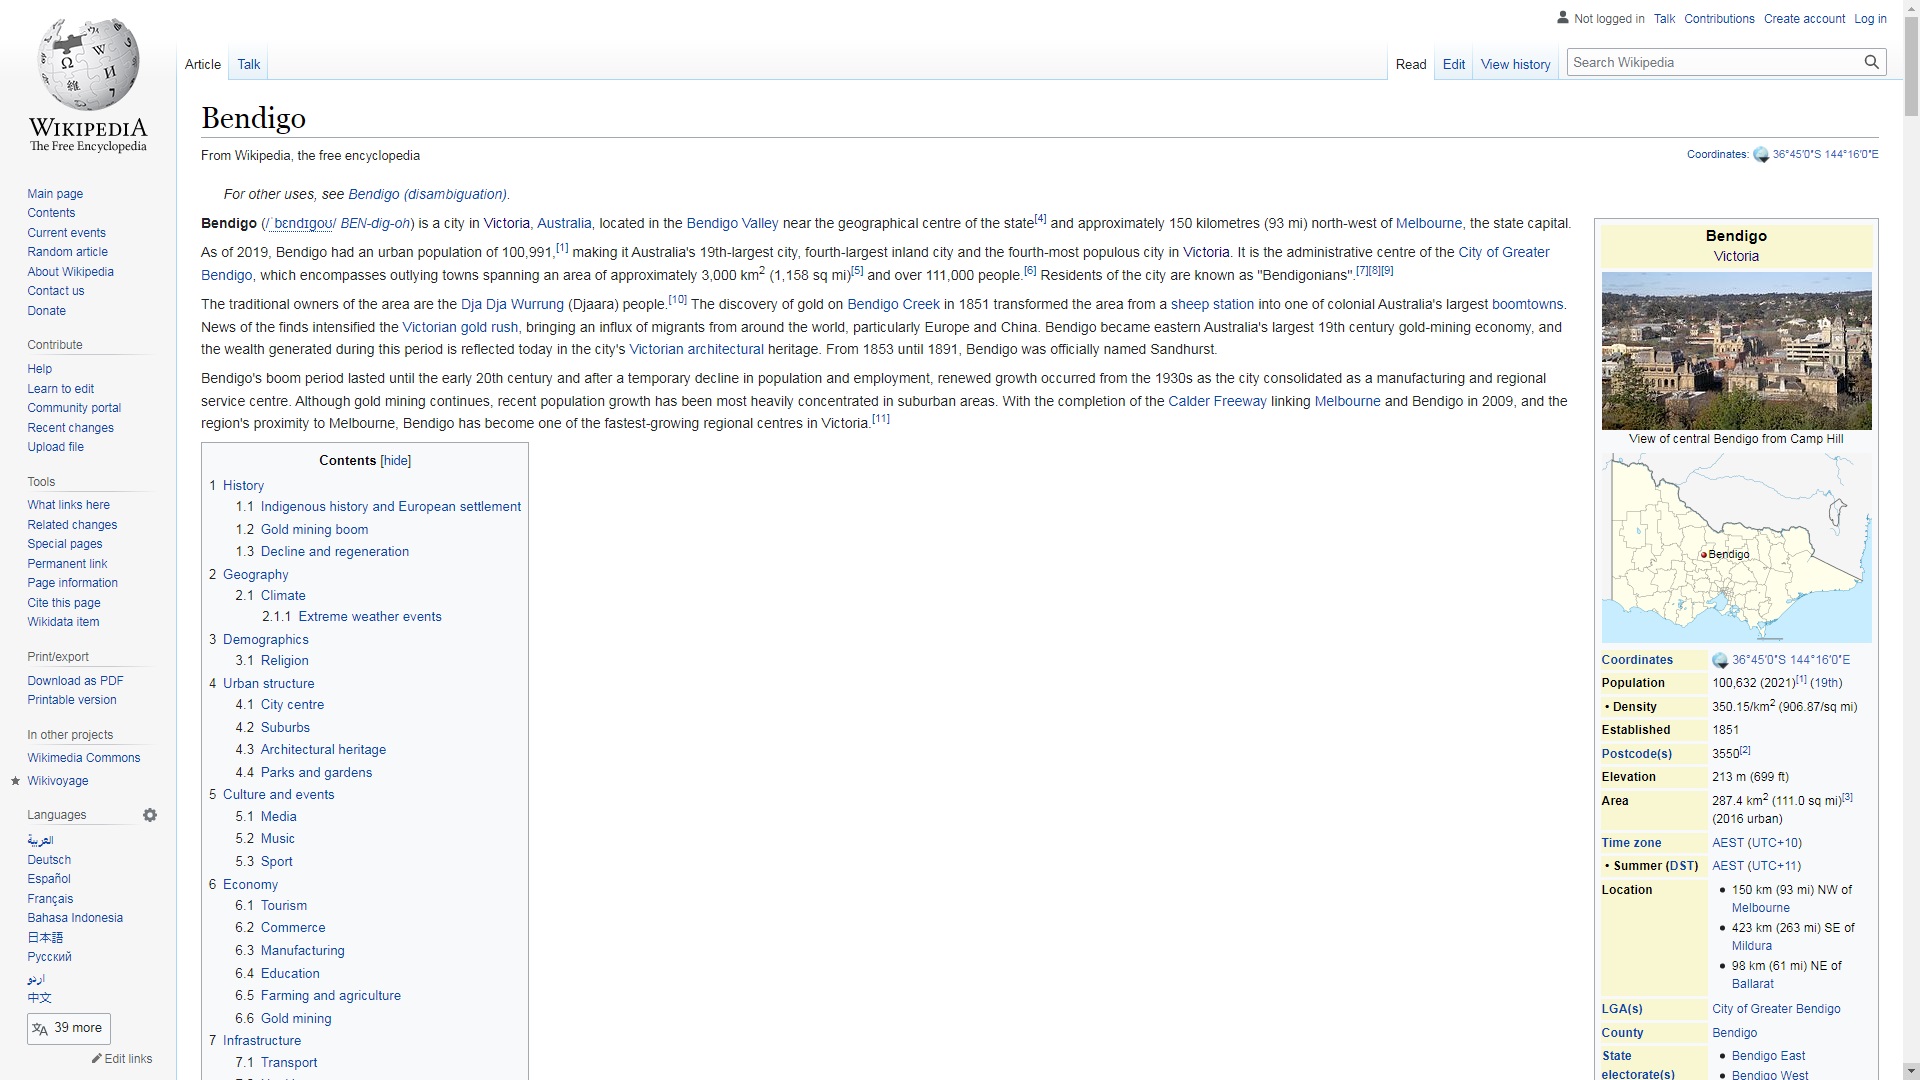 Not logged in Talk Contributions Create account Log in
Article Talk Read Edit View history Search Wikipedia
WIKIPEDIA
The Free Encyclopedia
Main page
Contents
Current events
Random article
About Wikipedia
Contact us
Donate
Contribute
Help
Learn to edit
Community portal
Recent changes
Upload file
Tools
What links here
Related changes
Special pages
Permanent link
Page information
Cite this page
Wikidata item
Print/export
Download as PDF
Printable version
In other projects
Wikimedia Commons
Wikivoyage
Languages
العربية
Deutsch
Español
Français
Bahasa Indonesia
日本語
Русский
اردو
中文
39 more
Edit links
Bendigo
From Wikipedia, the free encyclopedia
Coordinates: 36°45′0″S 144°16′0″E
For other uses, see Bendigo (disambiguation).
Bendigo (/ˈbɛndɪɡoʊ/ BEN-dig-oh) is a city in Victoria, Australia, located in the Bendigo Valley near the geographical centre of the state[4] and approximately 150 kilometres (93 mi) north-west of Melbourne, the state capital.
As of 2019, Bendigo had an urban population of 100,991,[1] making it Australia's 19th-largest city, fourth-largest inland city and the fourth-most populous city in Victoria. It is the administrative centre of the City of Greater
Bendigo, which encompasses outlying towns spanning an area of approximately 3,000 km2 (1,158 sq mi)[5] and over 111,000 people.[6] Residents of the city are known as "Bendigonians".[7][8][9]
The traditional owners of the area are the Dja Dja Wurrung (Djaara) people.[10] The discovery of gold on Bendigo Creek in 1851 transformed the area from a sheep station into one of colonial Australia's largest boomtowns.
News of the finds intensified the Victorian gold rush, bringing an influx of migrants from around the world, particularly Europe and China. Bendigo became eastern Australia's largest 19th century gold-mining economy, and
the wealth generated during this period is reflected today in the city's Victorian architectural heritage. From 1853 until 1891, Bendigo was officially named Sandhurst.
Bendigo's boom period lasted until the early 20th century and after a temporary decline in population and employment, renewed growth occurred from the 1930s as the city consolidated as a manufacturing and regional
service centre. Although gold mining continues, recent population growth has been most heavily concentrated in suburban areas. With the completion of the Calder Freeway linking Melbourne and Bendigo in 2009, and the
region's proximity to Melbourne, Bendigo has become one of the fastest-growing regional centres in Victoria.[11]
Contents [hide]
1 History
1.1 Indigenous history and European settlement
1.2 Gold mining boom
1.3 Decline and regeneration
2 Geography
2.1 Climate
2.1.1 Extreme weather events
3 Demographics
3.1 Religion
4 Urban structure
4.1 City centre
4.2 Suburbs
4.3 Architectural heritage
4.4 Parks and gardens
5 Culture and events
5.1 Media
5.2 Music
5.3 Sport
6 Economy
6.1 Tourism
6.2 Commerce
6.3 Manufacturing
6.4 Education
6.5 Farming and agriculture
6.6 Gold mining
7 Infrastructure
7.1 Transport
Bendigo
Victoria
View of central Bendigo from Camp Hill
Bendigo
Coordinates 36°45′0″S 144°16′0″E
Population 100,632 (2021)[1] (19th)
• Density 350.15/km2 (906.87/sq mi)
Established 1851
Postcode(s) 3550[2]
Elevation 213 m (699 ft)
Area 287.4 km2 (111.0 sq mi)[3]
(2016 urban)
Time zone AEST (UTC+10)
• Summer (DST) AEST (UTC+11)
Location • 150 km (93 mi) NW of
Melbourne
• 423 km (263 mi) SE of
Mildura
• 98 km (61 mi) NE of
Ballarat
LGA(s) City of Greater Bendigo
County Bendigo
State • Bendigo East
electorate(s) • Bendigo West